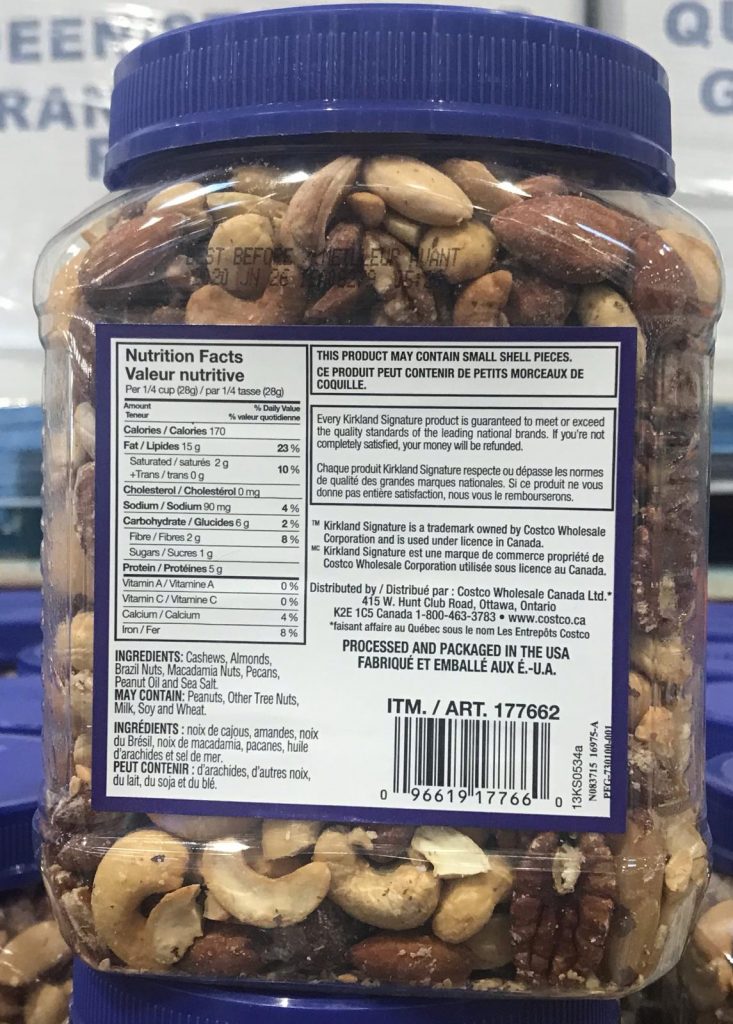 EEN
RAN
QU
G
BEST BEFORE / MEILLEUR AVANT
20 JN 26
Nutrition Facts
Valeur nutritive
Per 1/4 cup (28g) / par 1/4 tasse (28g)
Amount % Daily Value
Teneur % valeur quotidienne
Calories / Calories 170
Fat / Lipides 15 g 23 %
Saturated / saturés 2 g
+Trans / trans 0 g 10 %
Cholesterol / Cholestérol 0 mg
Sodium / Sodium 90 mg 4 %
Carbohydrate / Glucides 6 g 2 %
Fibre / Fibres 2 g 8 %
Sugars / Sucres 1 g
Protein / Protéines 5 g
Vitamin A / Vitamine A 0 %
Vitamin C / Vitamine C 0 %
Calcium / Calcium 4 %
Iron / Fer 8 %
INGREDIENTS: Cashews, Almonds,
Brazil Nuts, Macadamia Nuts, Pecans,
Peanut Oil and Sea Salt.
MAY CONTAIN: Peanuts, Other Tree Nuts,
Milk, Soy and Wheat.
INGRÉDIENTS : noix de cajous, amandes, noix
du Brésil, noix de macadamia, pacanes, huile
d'arachides et sel de mer.
PEUT CONTENIR : d'arachides, d'autres noix,
du lait, du soja et du blé.
THIS PRODUCT MAY CONTAIN SMALL SHELL PIECES.
CE PRODUIT PEUT CONTENIR DE PETITS MORCEAUX DE
COQUILLE.
Every Kirkland Signature product is guaranteed to meet or exceed
the quality standards of the leading national brands. If you're not
completely satisfied, your money will be refunded.
Chaque produit Kirkland Signature respecte ou dépasse les normes
de qualité des grandes marques nationales. Si ce produit ne vous
donne pas entière satisfaction, nous vous le rembourserons.
TM Kirkland Signature is a trademark owned by Costco Wholesale
Corporation and is used under licence in Canada.
MC Kirkland Signature est une marque de commerce propriété de
Costco Wholesale Corporation utilisée sous licence au Canada.
Distributed by / Distribué par : Costco Wholesale Canada Ltd.*
415 W. Hunt Club Road, Ottawa, Ontario
K2E 1C5 Canada 1-800-463-3783 • www.costco.ca
*faisant affaire au Québec sous le nom Les Entrepôts Costco
PROCESSED AND PACKAGED IN THE USA
FABRIQUÉ ET EMBALLÉ AUX É.-U.A.
ITM. / ART. 177662
0 96619 17766 0
13KS0534a
N083715 16975-A
PEG-730100-001